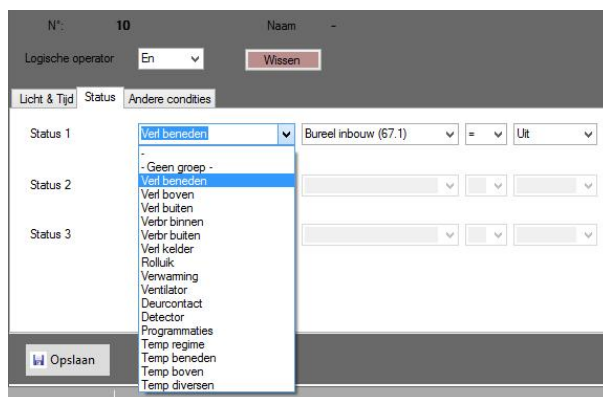 N°: 10 Naam -
Logische operator En Wissen
Licht & Tijd Status Andere condities
Status 1 Verl beneden Bureel inbouw (67.1) = Uit
-
- Geen groep -
Verl beneden
Status 2
Verl boven
Verl buiten
Verbr binnen
Verbr buiten
Status 3
Verl kelder
Rolluik
Verwarming
Ventilator
Deurcontact
Detector
Programmaties
Temp regime
Opslaan
Temp beneden
Temp boven
Temp diversen